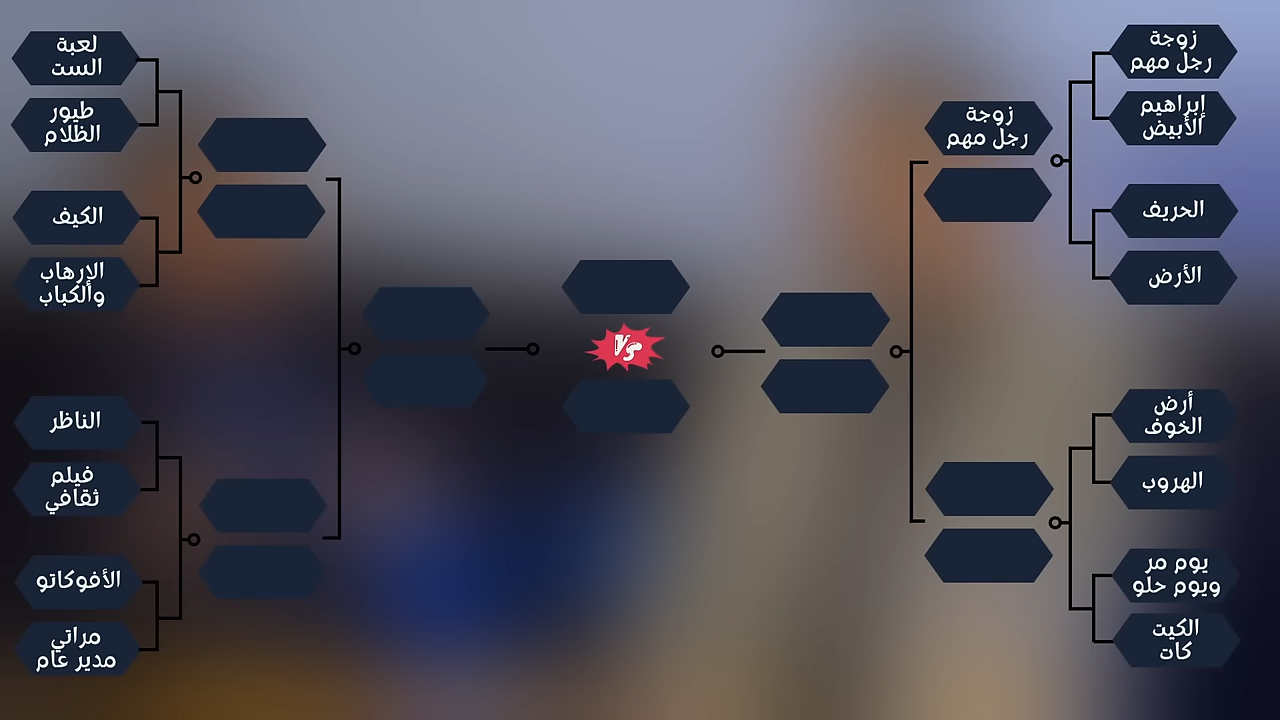 زوجة
رجل مهم
إبراهيم
الأبيض
الحريف
الأرض
أرض
الخوف
الهروب
يوم مر
ويوم حلو
الكيت
كات
زوجة
رجل مهم
VS
لعبة
الست
طيور
الظلام
الكيف
الإرهاب
والكباب
الناظر
فيلم
ثقافي
الأفوكاتو
مراتي
مدير عام